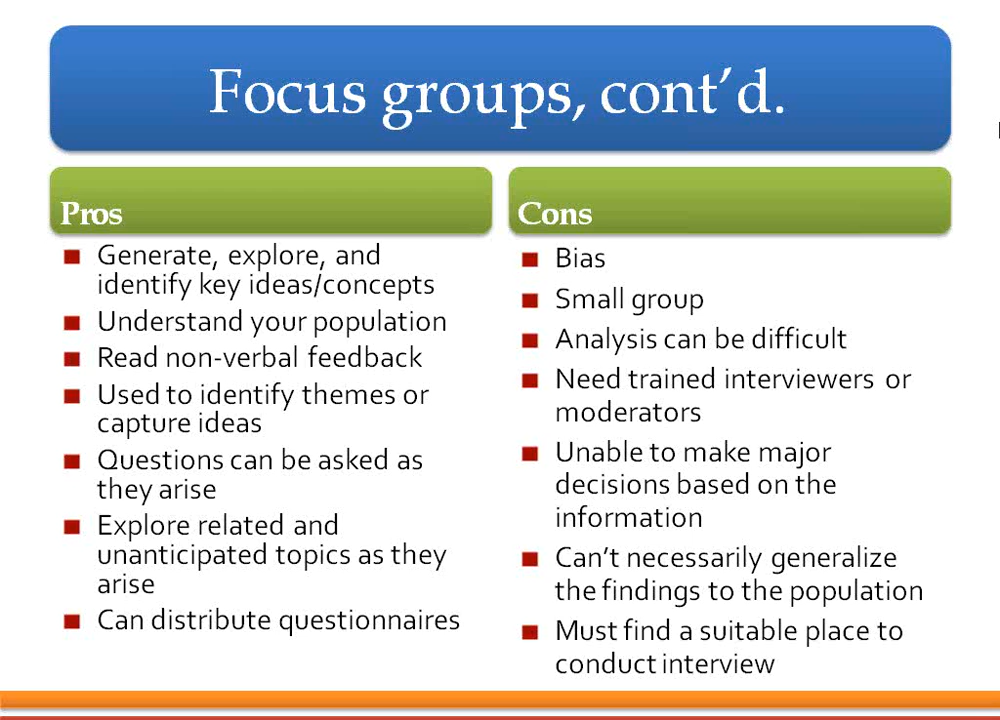 Focus groups, cont’d.
Pros
Generate, explore, and
identify key ideas/concepts
Understand your population
Read non-verbal feedback
Used to identify themes or
capture ideas
Questions can be asked as
they arise
Explore related and
unanticipated topics as they
arise
Can distribute questionnaires
Cons
Bias
Small group
Analysis can be difficult
Need trained interviewers or
moderators
Unable to make major
decisions based on the
information
Can’t necessarily generalize
the findings to the population
Must find a suitable place to
conduct interview